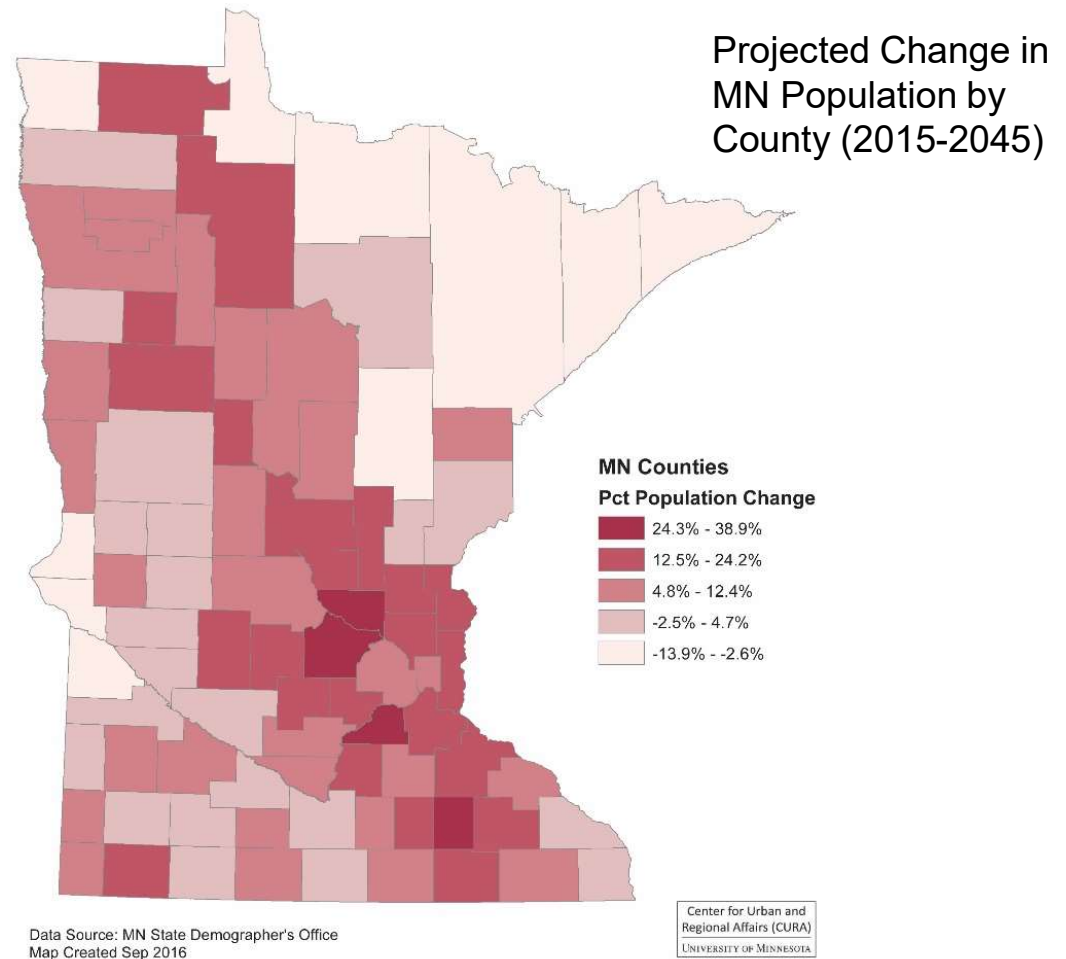 Projected Change in
MN Population by
County (2015-2045)
MN Counties
Pct Population Change
24.3% - 38.9%
12.5% - 24.2%
4.8% - 12.4%
-2.5% - 4.7%
-13.9% - -2.6%
Data Source: MN State Demographer's Office
Map Created Sep 2016
Center for Urban and
Regional Affairs (CURA)
UNIVERSITY OF MINNESOTA